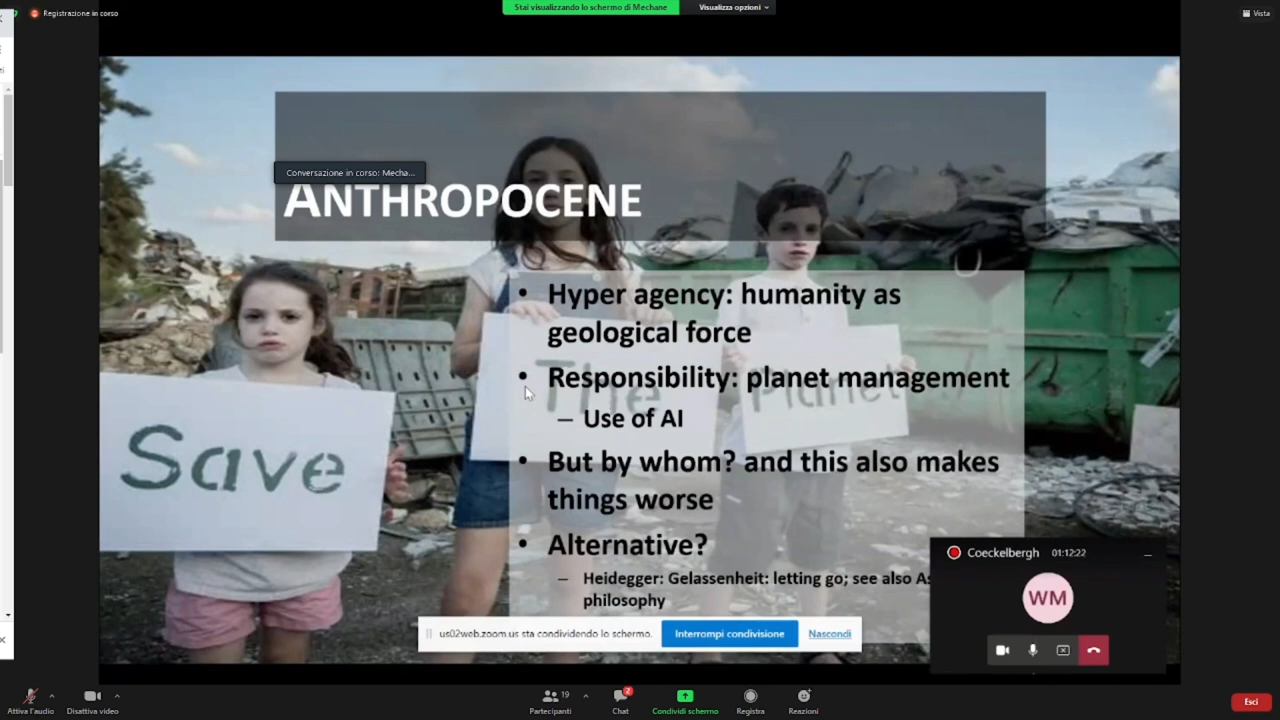 Registrazione in corso
Stai visualizzando lo schermo di Mechane
Visualizza opzioni
Vista
Conversazione in corso: Mecha...
ANTHROPOCENE
• Hyper agency: humanity as
geological force
• Responsibility: planet management
– Use of AI
• But by whom? and this also makes
things worse
• Alternative?
– Heidegger: Gelassenheit: letting go; see also
philosophy
Save
The
Planet
Coeckelbergh 01:12:22
WM
us02web.zoom.us sta condividendo lo schermo.
Interrompi condivisione
Nascondi
Attiva l'audio
Disattiva video
Partecipanti
19
Chat
2
Condividi schermo
Registra
Reazioni
Esci